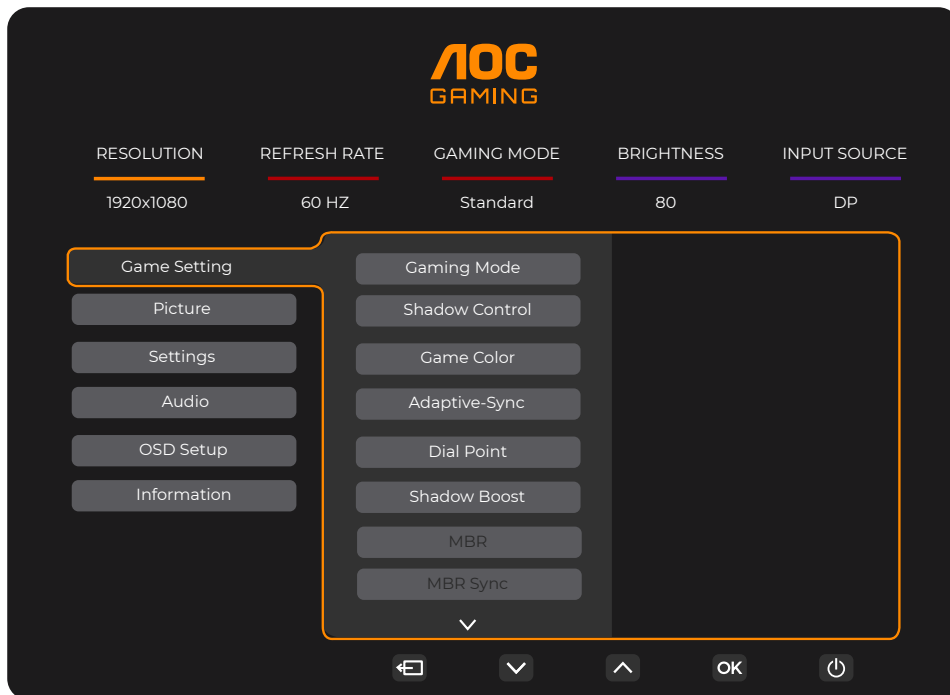 AOC
GAMING
RESOLUTION REFRESH RATE GAMING MODE BRIGHTNESS INPUT SOURCE
1920x1080 60 HZ Standard 80 DP
Game Setting Gaming Mode
Picture Shadow Control
Settings Game Color
Audio Adaptive-Sync
OSD Setup Dial Point
Information Shadow Boost
MBR
MBR Sync
OK